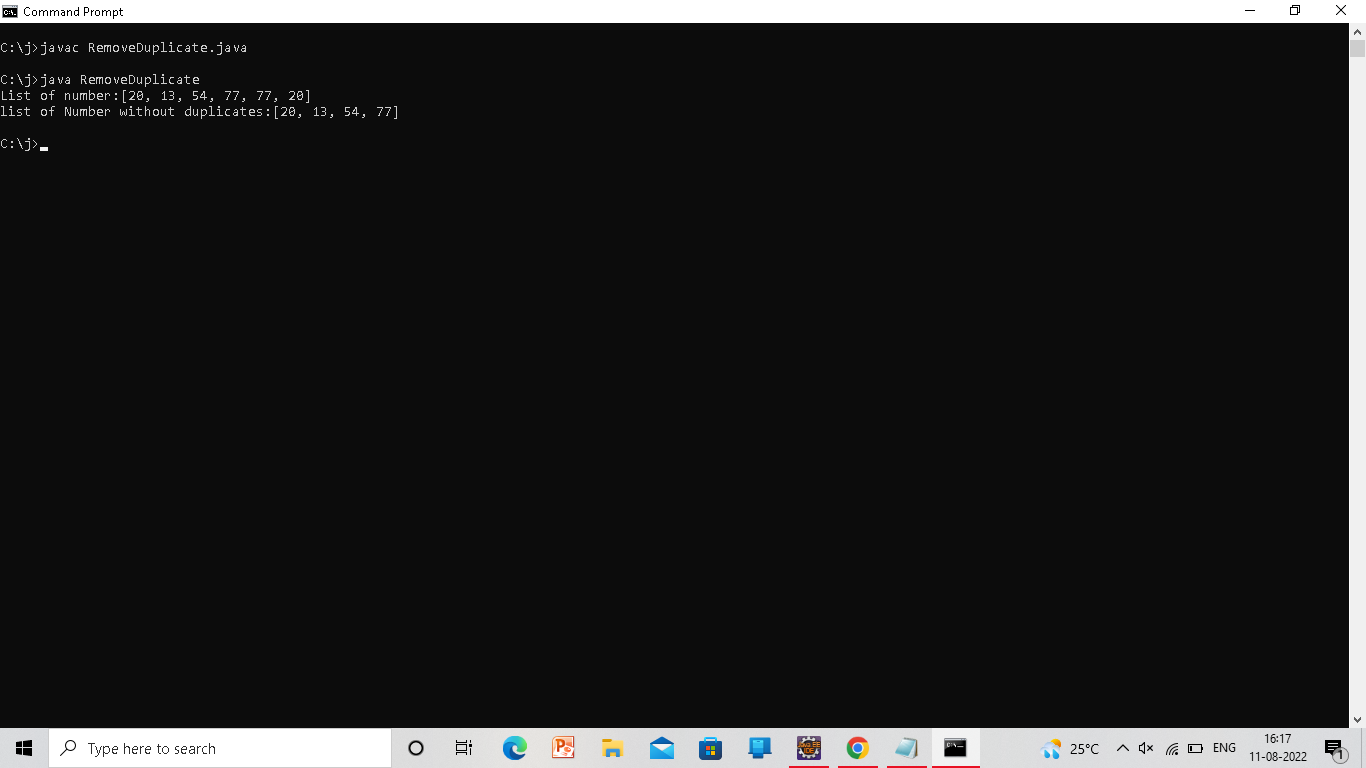 Command Prompt
C:\j>javac RemoveDuplicate.java
C:\j>java RemoveDuplicate
List of number:[20, 13, 54, 77, 77, 20]
list of Number without duplicates:[20, 13, 54, 77]
C:\j>
Type here to search
25°C
ENG
16:17
11-08-2022
1